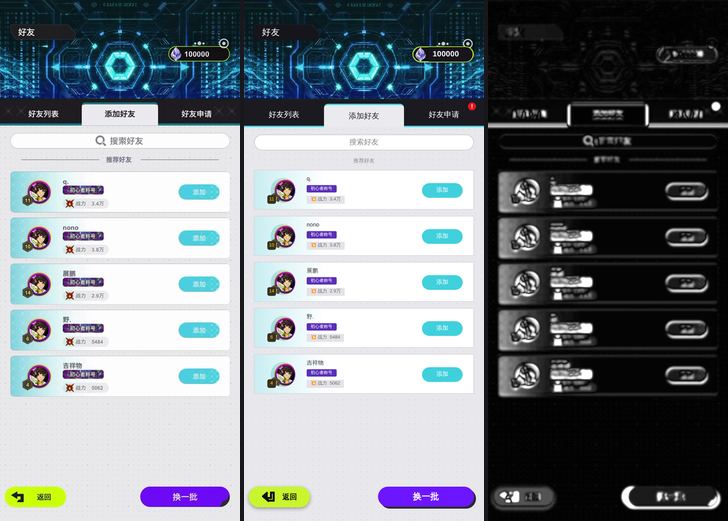 好友
100000
好友列表
添加好友
好友申请
搜索好友
推荐好友
q.
初心者称号
11
战力 3.4万
添加
nono
初心者称号
10
战力 3.8万
添加
展鹏
初心者称号
14
战力 2.9万
添加
野.
初心者称号
战力 5484
添加
吉祥物
初心者称号
4
战力 5062
添加
返回
换一批
好友
100000
好友列表
添加好友
好友申请
!
搜索好友
推荐好友
q.
初心者称号
11
战力 3.4万
添加
nono
初心者称号
10
战力 3.8万
添加
展鹏
初心者称号
14
战力 2.9万
添加
野.
初心者称号
战力 5484
添加
吉祥物
初心者称号
4
战力 5062
添加
返回
换一批